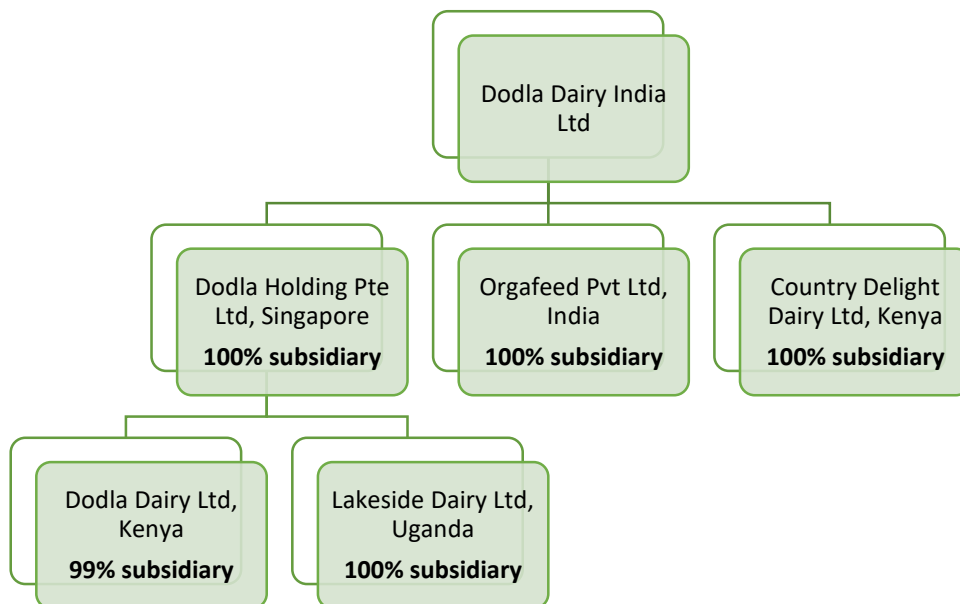 Dodla Dairy India
Ltd
Dodla Holding Pte
Ltd, Singapore
100% subsidiary
Orgafeed Pvt Ltd,
India
100% subsidiary
Country Delight
Dairy Ltd, Kenya
100% subsidiary
Dodla Dairy Ltd,
Kenya
99% subsidiary
Lakeside Dairy Ltd,
Uganda
100% subsidiary